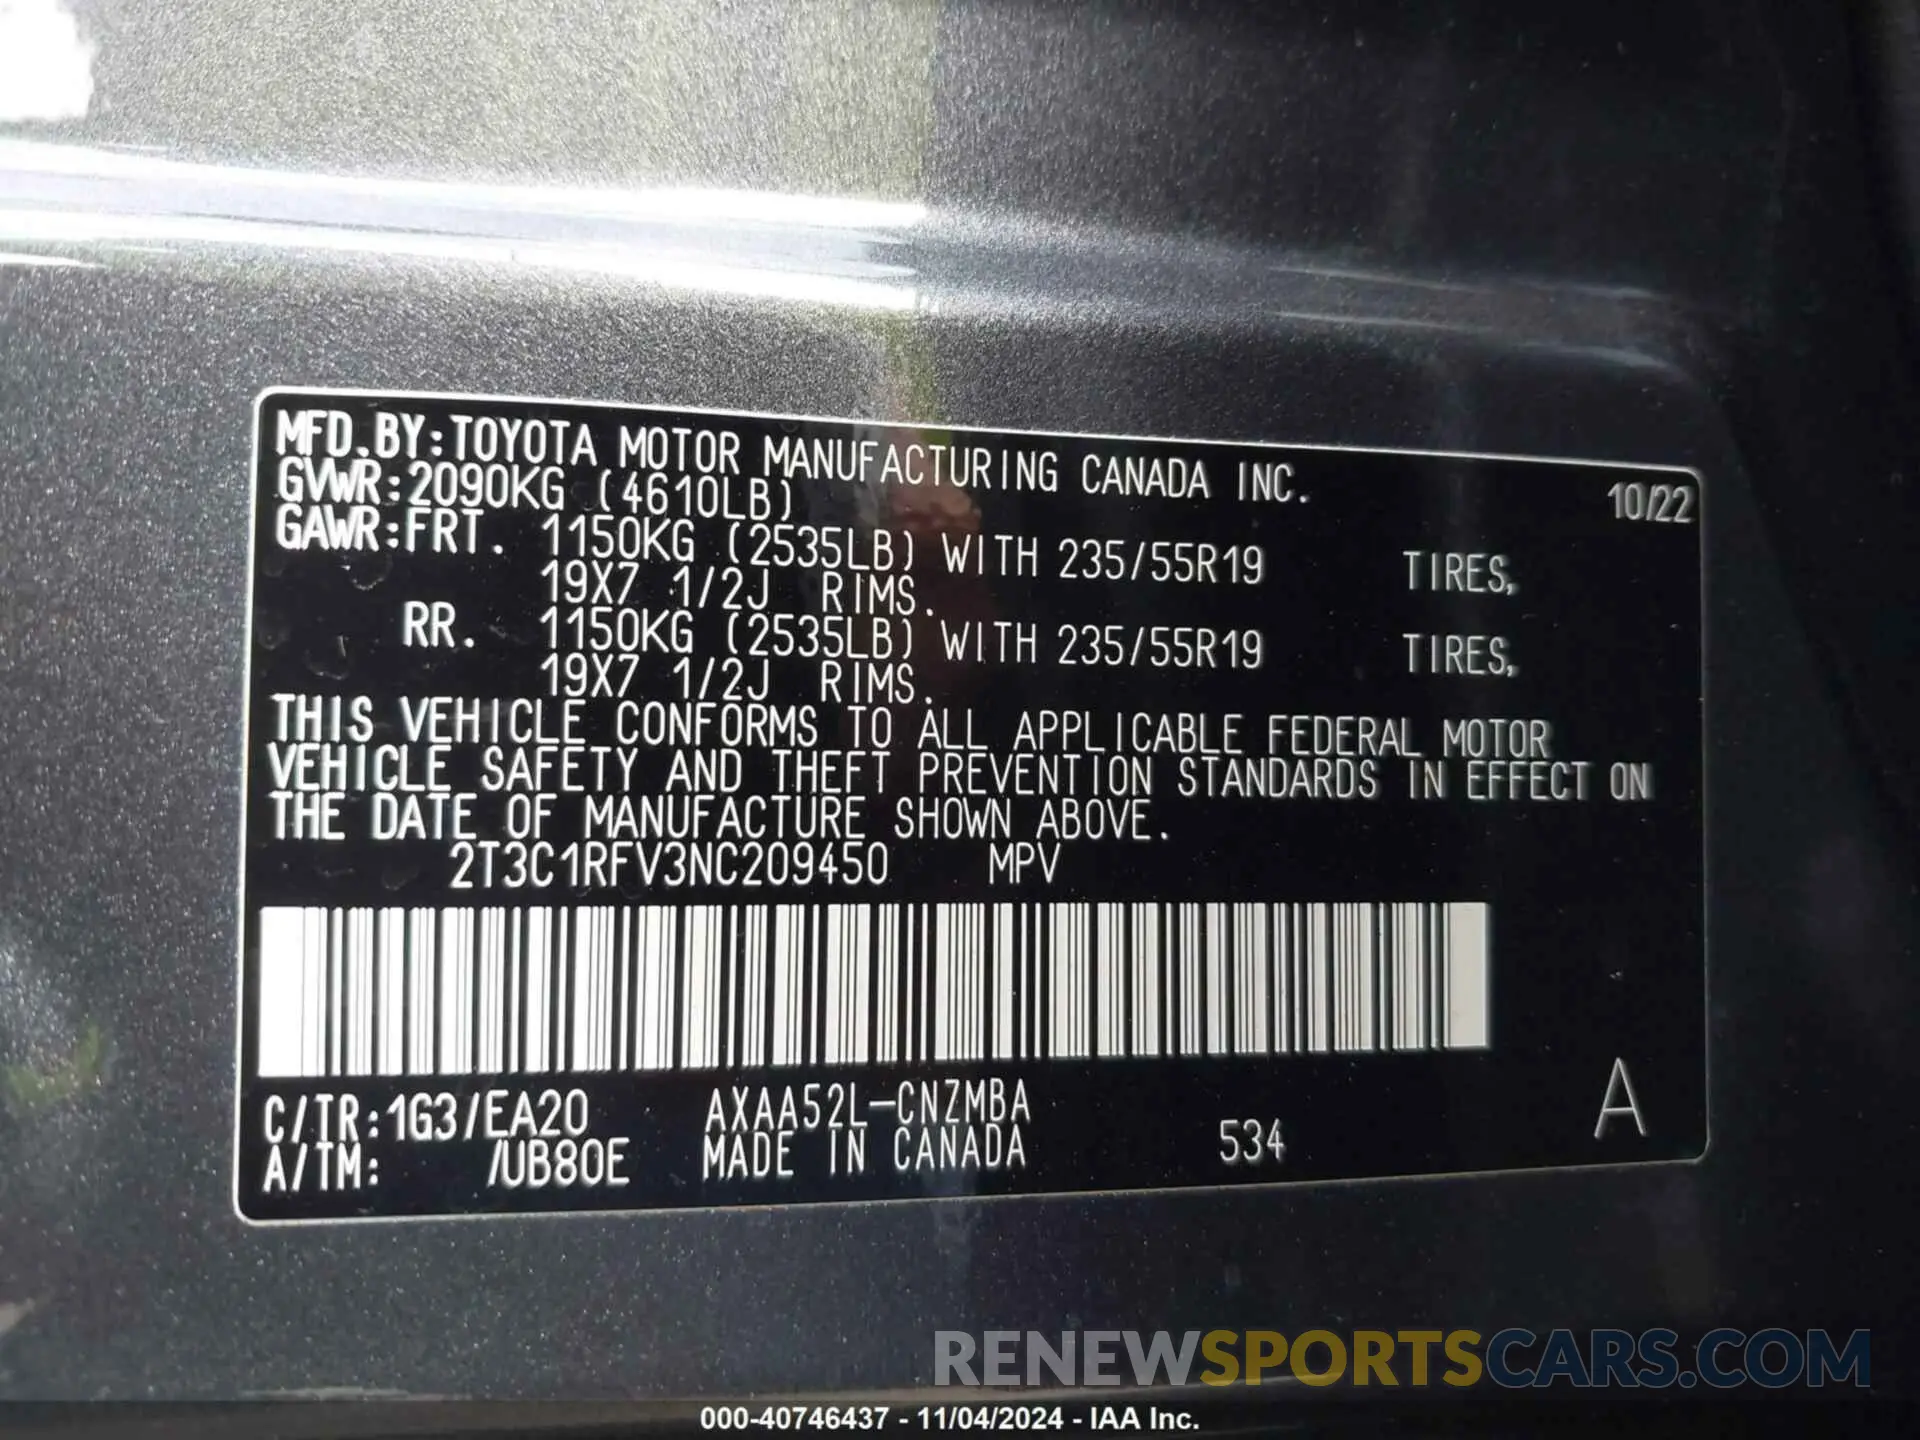 MFD.BY:TOYOTA MOTOR MANUFACTURING CANADA INC.
GVWR:2090KG (4610LB) 10/22
GAWR:FRT. 1150KG (2535LB) WITH 235/55R19 TIRES,
19X7 1/2J RIMS.
RR. 1150KG (2535LB) WITH 235/55R19 TIRES,
19X7 1/2J RIMS.
THIS VEHICLE CONFORMS TO ALL APPLICABLE FEDERAL MOTOR
VEHICLE SAFETY AND THEFT PREVENTION STANDARDS IN EFFECT ON
THE DATE OF MANUFACTURE SHOWN ABOVE.
2T3C1RFV3NC209450 MPV
C/TR:1G3/EA20 AXAA52L-CNZMBA
A/TM: /UB80E MADE IN CANADA 534 A
RENEWSPORTSCARS.COM
000-40746437 - 11/04/2024 - IAA Inc.